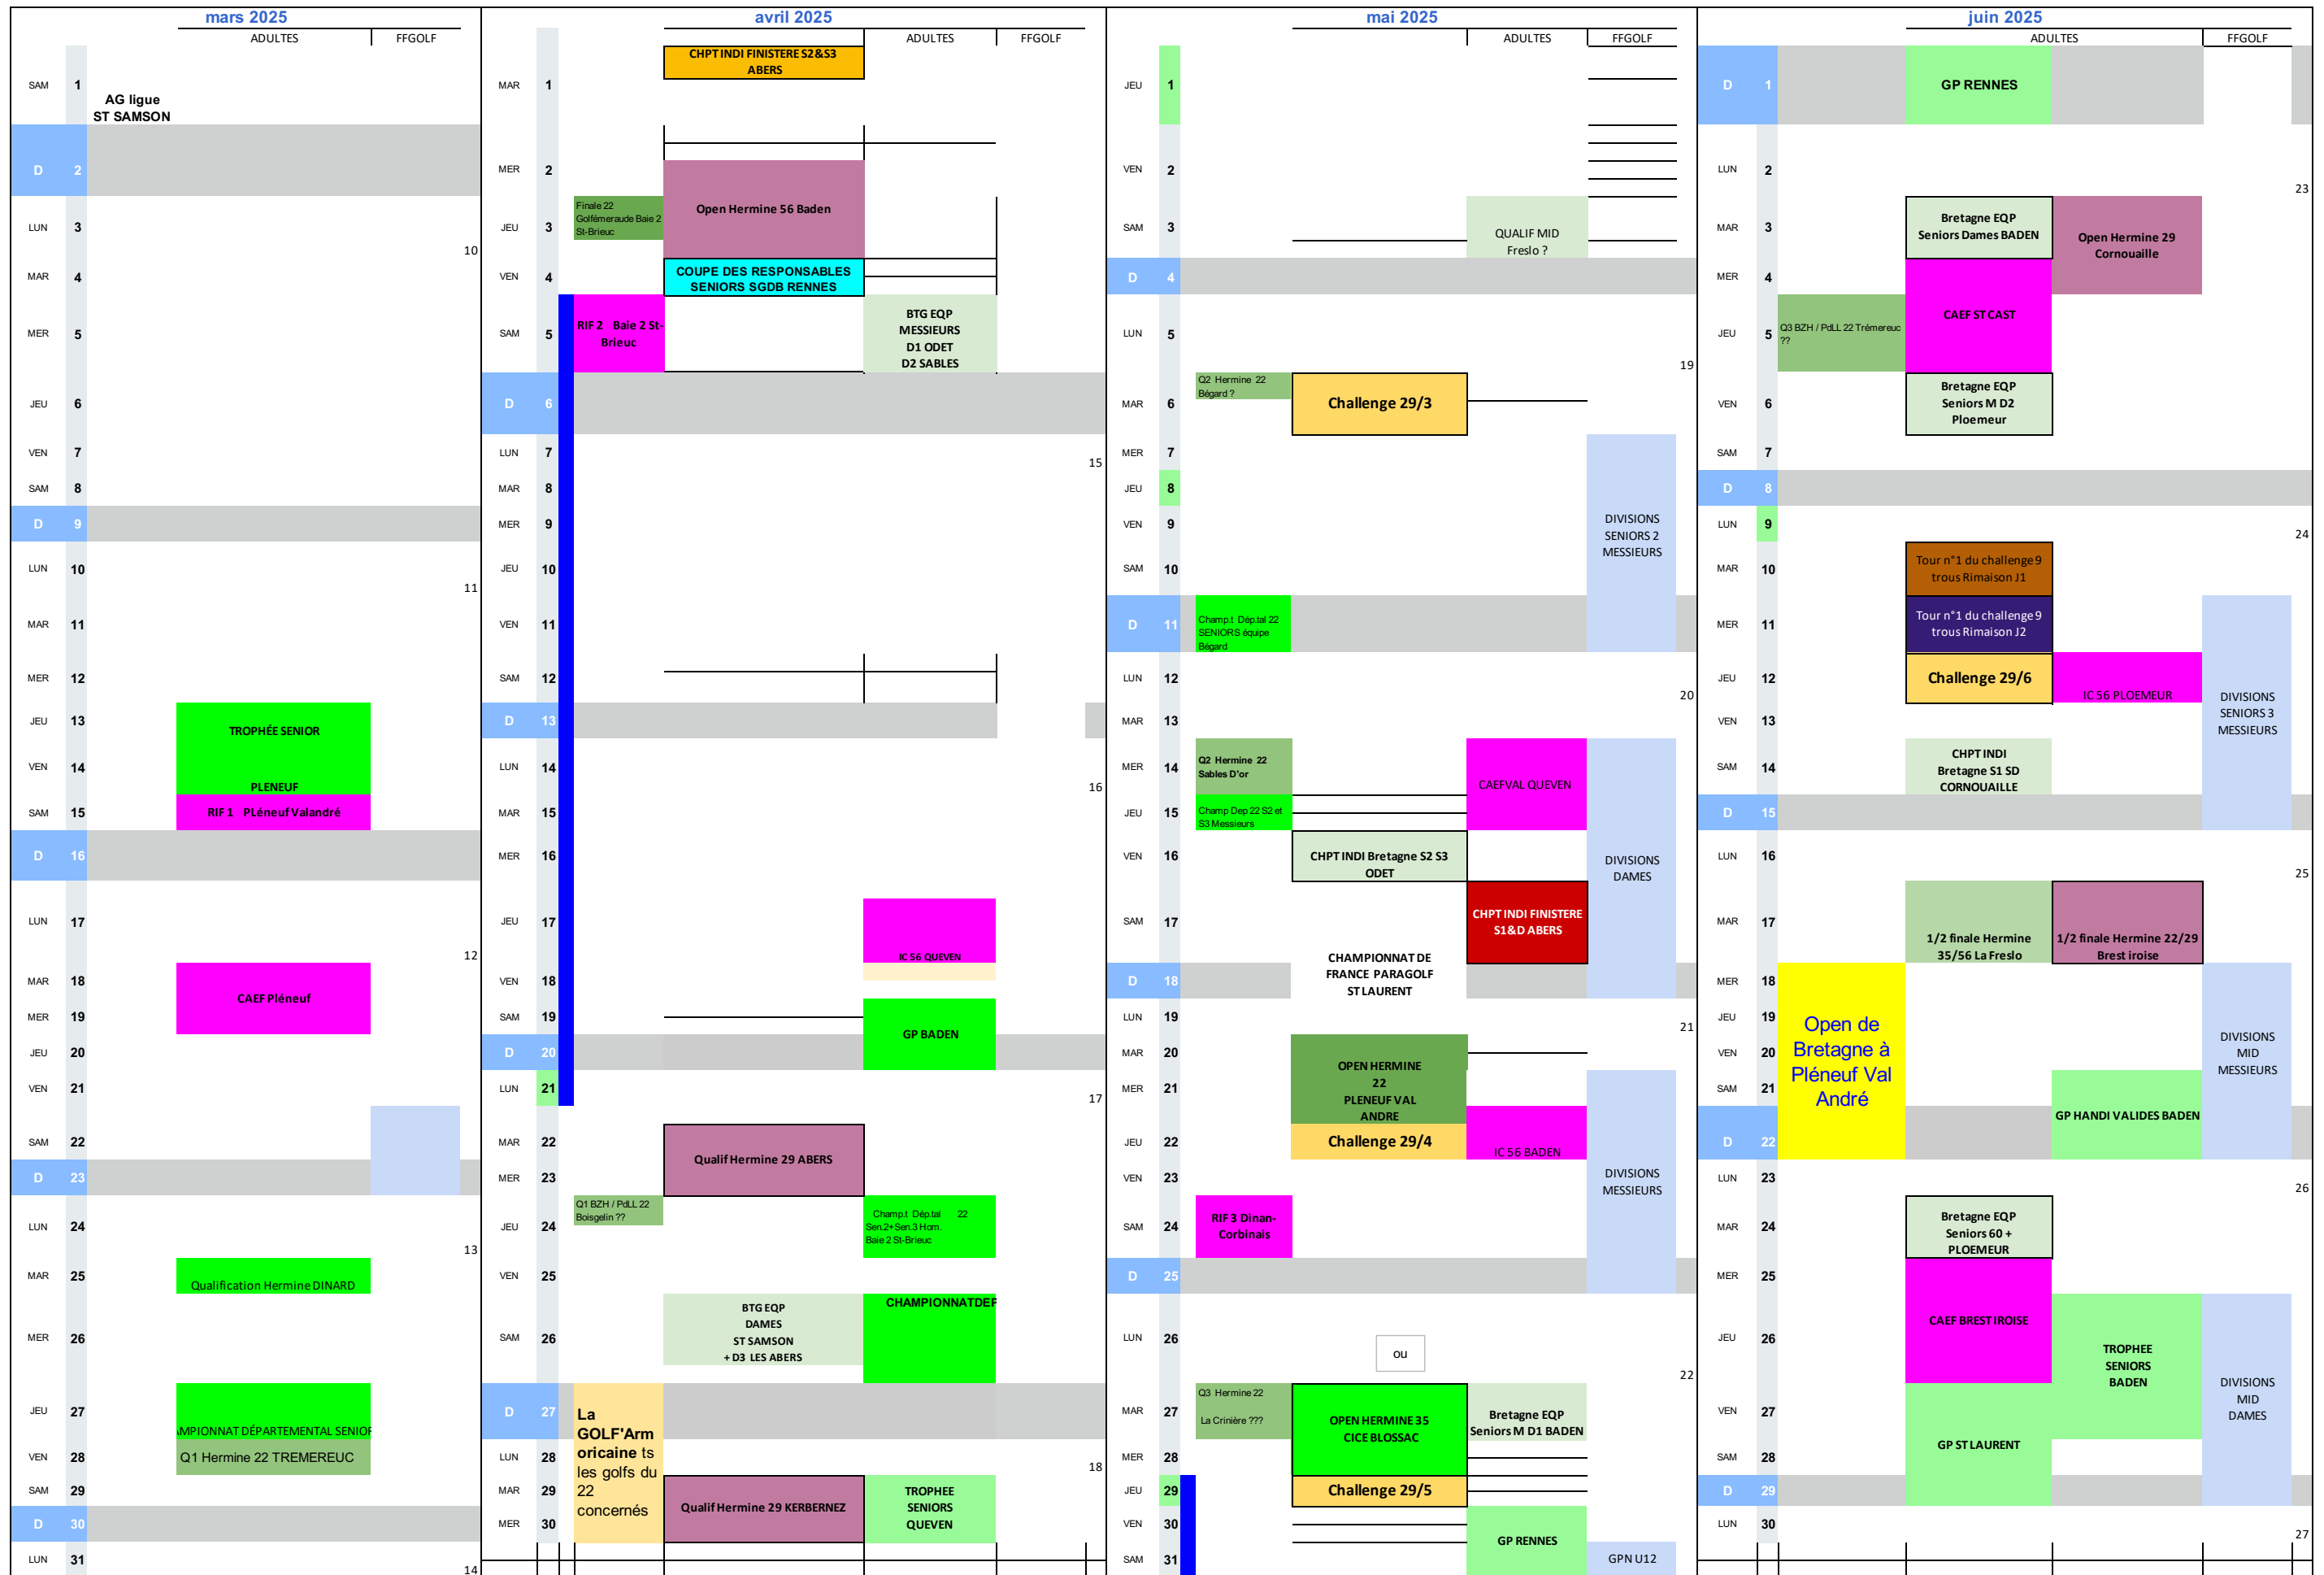 mars 2025
ADULTES
FFGOLF
SAM 1
AG ligue
ST SAMSON
D 2
LUN 3
10
MAR 4
MER 5
JEU 6
VEN 7
SAM 8
D 9
LUN 10
11
MAR 11
MER 12
JEU 13
TROPHÉE SENIOR
VEN 14
PLENEUF
SAM 15
RIF 1 PLéneuf Valandré
D 16
LUN 17
12
MAR 18
CAEF Pléneuf
MER 19
JEU 20
VEN 21
SAM 22
D 23
LUN 24
13
MAR 25
Qualification Hermine DINARD
MER 26
JEU 27
AMPIONNAT DÉPARTEMENTAL SENIOR
VEN 28
Q1 Hermine 22 TREMEREUC
SAM 29
D 30
LUN 31
14
avril 2025
ADULTES
FFGOLF
CHPT INDI FINISTERE S2&S3
ABERS
MAR 1
MER 2
Finale 22
Golfémeraude Baie 2
St-Brieuc
Open Hermine 56 Baden
JEU 3
VEN 4
COUPE DES RESPONSABLES
SENIORS SGDB RENNES
SAM 5
RIF 2 Baie 2 St-
Brieuc
BTG EQP
MESSIEURS
D1 ODET
D2 SABLES
D 6
LUN 7
15
MAR 8
MER 9
JEU 10
VEN 11
SAM 12
D 13
LUN 14
16
MAR 15
MER 16
JEU 17
IC 56 QUEVEN
VEN 18
SAM 19
GP BADEN
D 20
LUN 21
17
MAR 22
Qualif Hermine 29 ABERS
MER 23
Q1 BZH / PdLL 22
Boisgelin ??
JEU 24
Champ.t Dép.tal 22
Sen.2+Sen.3 Hom.
Baie 2 St-Brieuc
VEN 25
BTG EQP
DAMES
ST SAMSON
+ D3 LES ABERS
CHAMPIONNAT DEP
SAM 26
D 27
La
GOLF'Arm
oricaine ts
les golfs du
22
concernés
LUN 28
18
MAR 29
Qualif Hermine 29 KERBERNEZ
TROPHEE
SENIORS
QUEVEN
MER 30
mai 2025
ADULTES
FFGOLF
JEU 1
VEN 2
SAM 3
QUALIF MID
Freslo ?
D 4
LUN 5
19
Q2 Hermine 22
Bégard ?
MAR 6
Challenge 29/3
MER 7
JEU 8
VEN 9
DIVISIONS
SENIORS 2
MESSIEURS
SAM 10
D 11
Champ.t Dép.tal 22
SENIORS équipe
Bégard
LUN 12
20
MAR 13
MER 14
Q2 Hermine 22
Sables D'or
CAEFVAL QUEVEN
JEU 15
Champ Dep 22 S2 et
S3 Messieurs
VEN 16
CHPT INDI Bretagne S2 S3
ODET
DIVISIONS
DAMES
SAM 17
CHPT INDI FINISTERE
S1&D ABERS
D 18
CHAMPIONNAT DE
FRANCE PARAGOLF
ST LAURENT
LUN 19
21
MAR 20
MER 21
OPEN HERMINE
22
PLENEUF VAL
ANDRE
JEU 22
Challenge 29/4
IC 56 BADEN
VEN 23
DIVISIONS
MESSIEURS
SAM 24
RIF 3 Dinan-
Corbinais
D 25
LUN 26
ou
22
Q3 Hermine 22
La Crinière ???
MAR 27
OPEN HERMINE 35
CICE BLOSSAC
Bretagne EQP
Seniors M D1 BADEN
MER 28
JEU 29
Challenge 29/5
VEN 30
GP RENNES
SAM 31
GPN U12
juin 2025
ADULTES
FFGOLF
D 1
GP RENNES
LUN 2
23
MAR 3
Bretagne EQP
Seniors Dames BADEN
Open Hermine 29
Cornouaille
MER 4
CAEF ST CAST
JEU 5
Q3 BZH / PdLL 22 Trémereuc
??
VEN 6
Bretagne EQP
Seniors M D2
Ploemeur
SAM 7
D 8
LUN 9
24
MAR 10
Tour n°1 du challenge 9
trous Rimaison J1
MER 11
Tour n°1 du challenge 9
trous Rimaison J2
JEU 12
Challenge 29/6
IC 56 PLOEMEUR
VEN 13
DIVISIONS
SENIORS 3
MESSIEURS
SAM 14
CHPT INDI
Bretagne S1 SD
CORNOUAILLE
D 15
LUN 16
25
MAR 17
1/2 finale Hermine
35/56 La Freslo
1/2 finale Hermine 22/29
Brest iroise
MER 18
JEU 19
Open de
Bretagne à
Pléneuf Val
André
VEN 20
DIVISIONS
MID
MESSIEURS
SAM 21
GP HANDI VALIDES BADEN
D 22
LUN 23
26
MAR 24
Bretagne EQP
Seniors 60 +
PLOEMEUR
MER 25
CAEF BREST IROISE
JEU 26
TROPHEE
SENIORS
BADEN
VEN 27
DIVISIONS
MID
DAMES
SAM 28
GP ST LAURENT
D 29
LUN 30
27